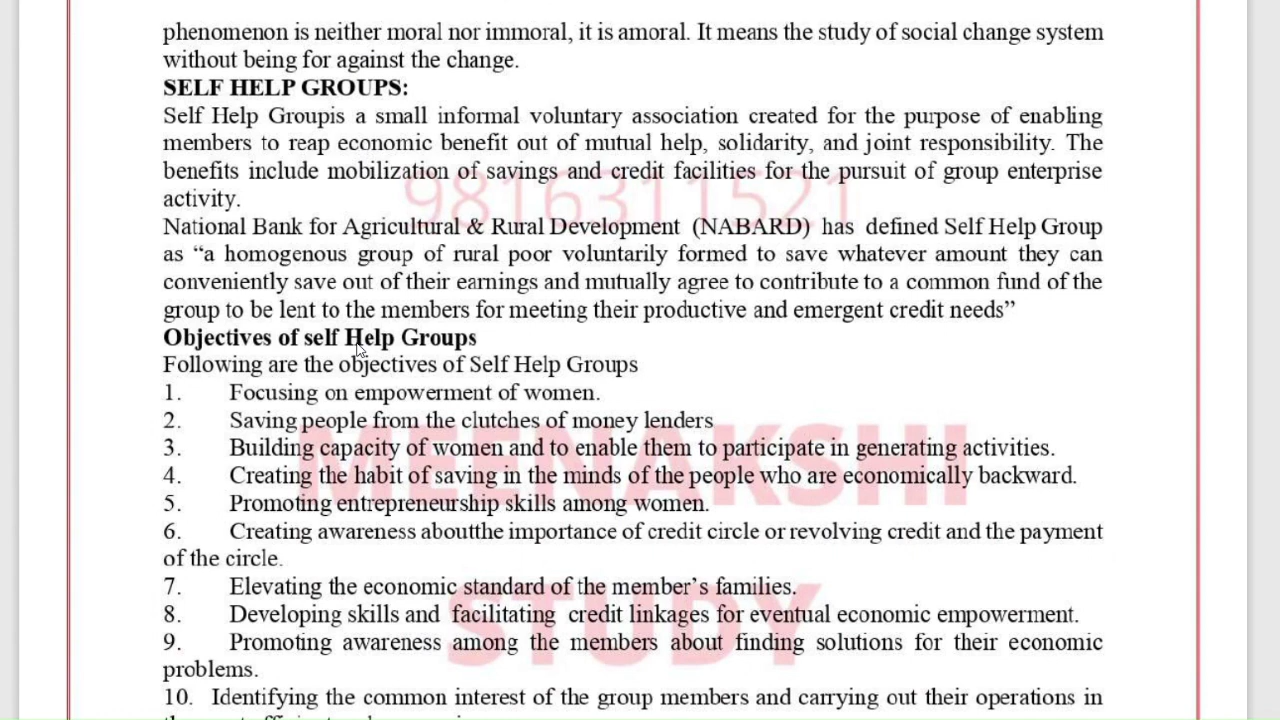 phenomenon is neither moral nor immoral, it is amoral. It means the study of social change system
without being for against the change.
SELF HELP GROUPS:
Self Help Groupis a small informal voluntary association created for the purpose of enabling
members to reap economic benefit out of mutual help, solidarity, and joint responsibility. The
benefits include mobilization of savings and credit facilities for the pursuit of group enterprise
activity.
9816311521
National Bank for Agricultural & Rural Development (NABARD) has defined Self Help Group
as “a homogenous group of rural poor voluntarily formed to save whatever amount they can
conveniently save out of their earnings and mutually agree to contribute to a common fund of the
group to be lent to the members for meeting their productive and emergent credit needs”
Objectives of self Help Groups
Following are the objectives of Self Help Groups
1. Focusing on empowerment of women.
2. Saving people from the clutches of money lenders
3. Building capacity of women and to enable them to participate in generating activities.
MEENAKSHI
4. Creating the habit of saving in the minds of the people who are economically backward.
5. Promoting entrepreneurship skills among women.
6. Creating awareness aboutthe importance of credit circle or revolving credit and the payment
of the circle.
7. Elevating the economic standard of the member’s families.
8. Developing skills and facilitating credit linkages for eventual economic empowerment.
STUDY
9. Promoting awareness among the members about finding solutions for their economic
problems.
10. Identifying the common interest of the group members and carrying out their operations in